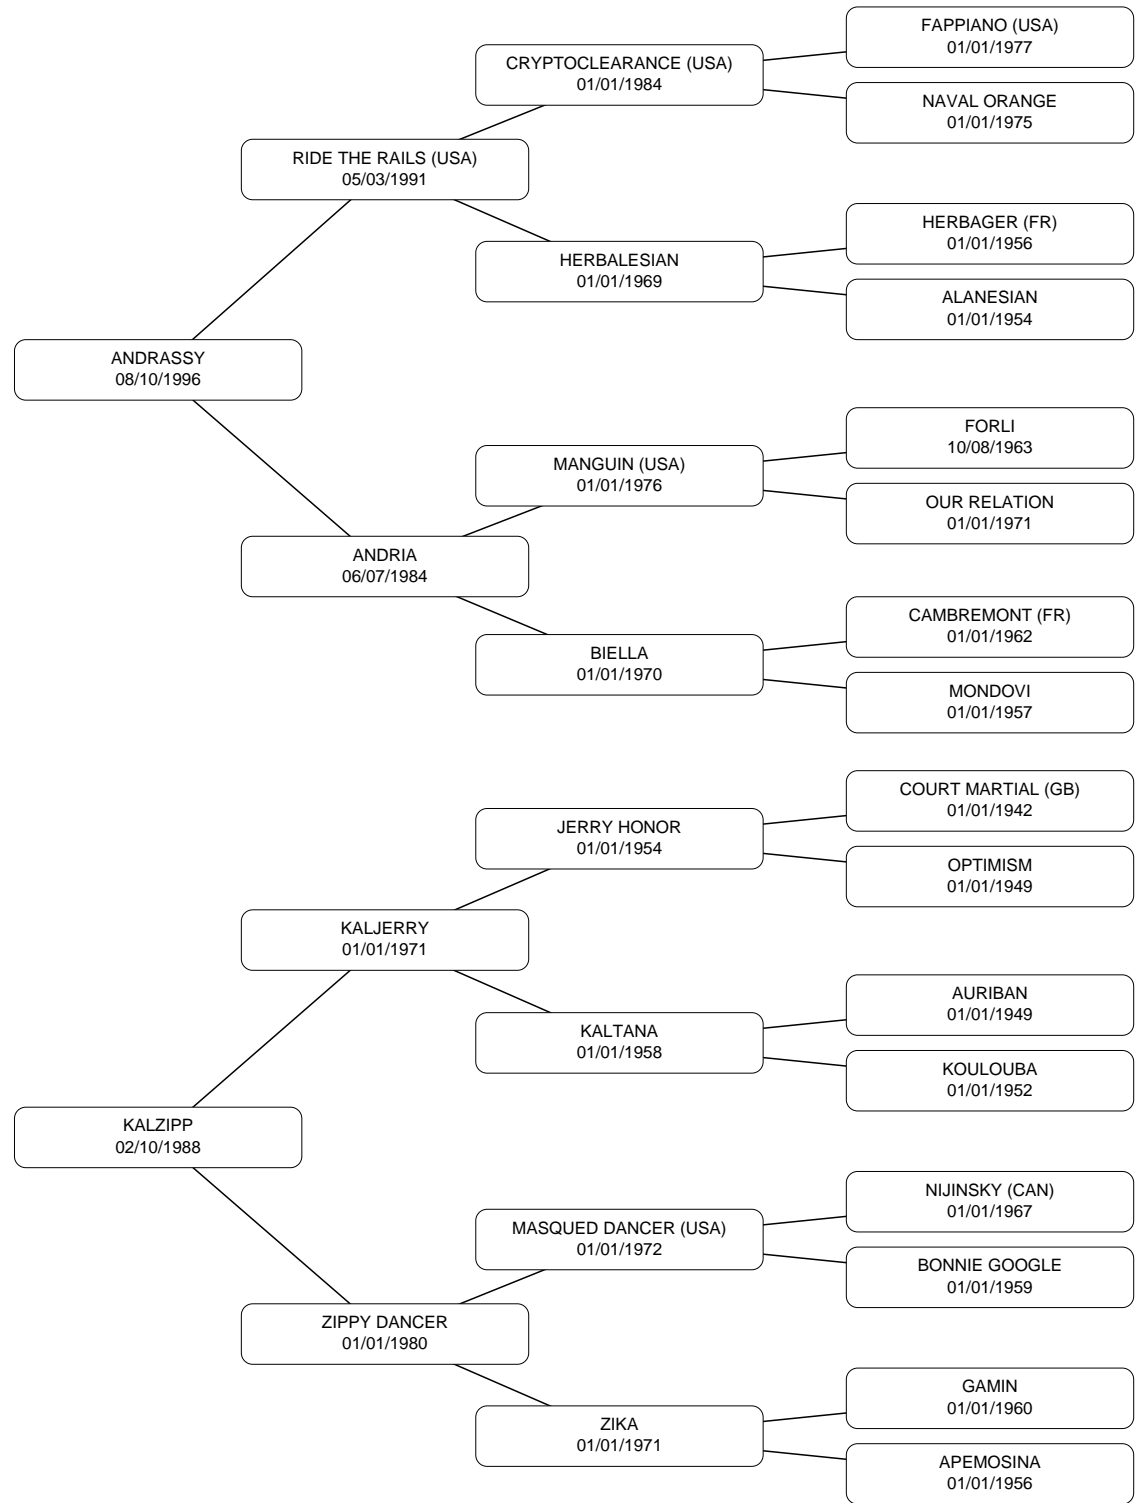 FAPPIANO (USA)
01/01/1977
CRYPTOCLEARANCE (USA)
01/01/1984
NAVAL ORANGE
01/01/1975
RIDE THE RAILS (USA)
05/03/1991
HERBAGER (FR)
01/01/1956
HERBALESIAN
01/01/1969
ALANESIAN
01/01/1954
ANDRASSY
08/10/1996
FORLI
10/08/1963
MANGUIN (USA)
01/01/1976
OUR RELATION
01/01/1971
ANDRIA
06/07/1984
CAMBREMONT (FR)
01/01/1962
BIELLA
01/01/1970
MONDOVI
01/01/1957
COURT MARTIAL (GB)
01/01/1942
JERRY HONOR
01/01/1954
OPTIMISM
01/01/1949
KALJERRY
01/01/1971
AURIBAN
01/01/1949
KALTANA
01/01/1958
KOULOUBA
01/01/1952
KALZIPP
02/10/1988
NIJINSKY (CAN)
01/01/1967
MASQUED DANCER (USA)
01/01/1972
BONNIE GOOGLE
01/01/1959
ZIPPY DANCER
01/01/1980
GAMIN
01/01/1960
ZIKA
01/01/1971
APEMOSINA
01/01/1956